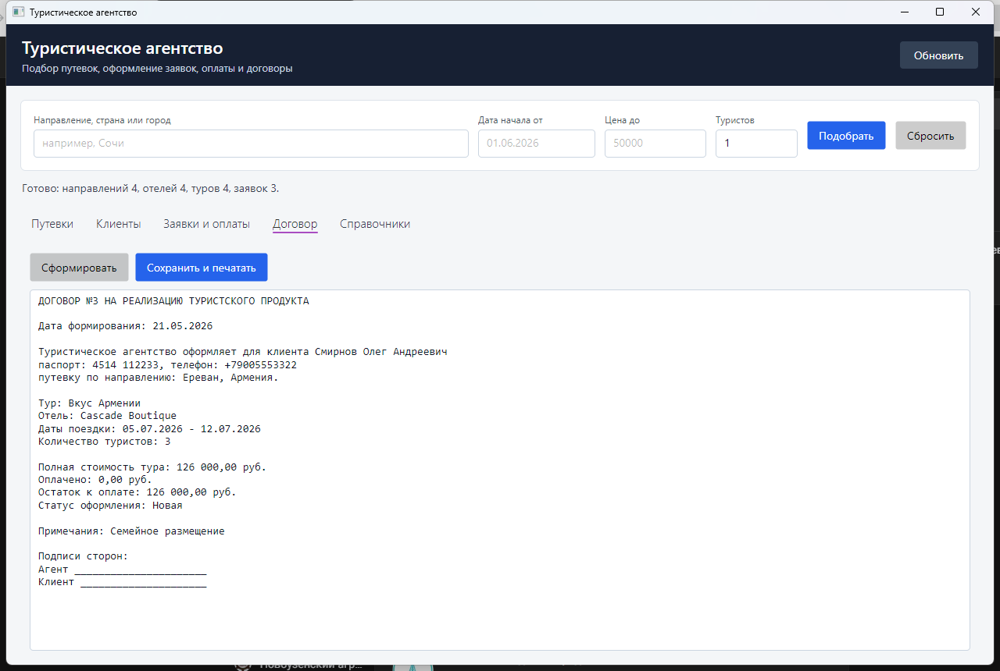 Туристическое агентство
Туристическое агентство
Подбор путевок, оформление заявок, оплаты и договоры
Обновить
Направление, страна или город
Дата начала от
Цена до
Туристов
например, Сочи
01.06.2026
50000
1
Подобрать
Сбросить
Готово: направлений 4, отелей 4, туров 4, заявок 3.
Путевки
Клиенты
Заявки и оплаты
Договор
Справочники
Сформировать
Сохранить и печатать
ДОГОВОР №3 НА РЕАЛИЗАЦИЮ ТУРИСТСКОГО ПРОДУКТА
Дата формирования: 21.05.2026
Туристическое агентство оформляет для клиента Смирнов Олег Андреевич
паспорт: 4514 112233, телефон: +79005553322
путевку по направлению: Ереван, Армения.
Тур: Вкус Армении
Отель: Cascade Boutique
Даты поездки: 05.07.2026 - 12.07.2026
Количество туристов: 3
Полная стоимость тура: 126 000,00 руб.
Оплачено: 0,00 руб.
Остаток к оплате: 126 000,00 руб.
Статус оформления: Новая
Примечания: Семейное размещение
Подписи сторон:
Агент ______________________
Клиент _____________________